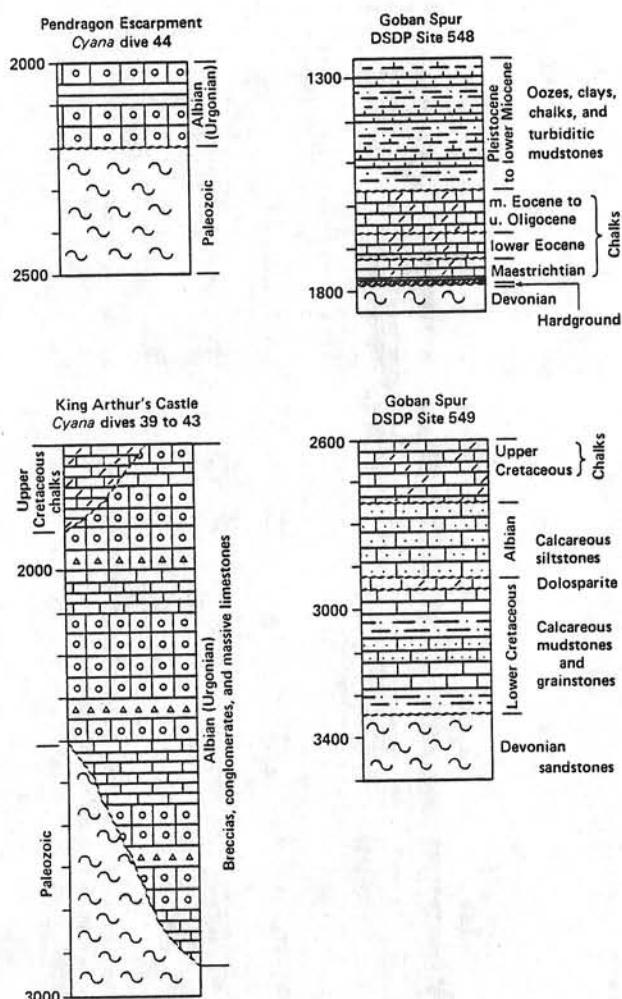 Pendragon Escarpment
Cyana dive 44
2000
2500
Albian
(Urgonian)
Paleozoic
Goban Spur
DSDP Site 548
1300
1800
Pleistocene
to lower Miocene
Oozes, clays,
chalks, and
turbiditic
mudstones
m. Eocene to
u. Oligocene
lower Eocene
Maestrichtian
Chalks
Devonian
Hardground
King Arthur's Castle
Cyana dives 39 to 43
Upper
Cretaceous
chalks
2000
Paleozoic
3000
Albian (Urgonian)
Breccias, conglomerates, and massive limestones
Goban Spur
DSDP Site 549
2600
3000
3400
Upper
Cretaceous
Chalks
Albian
Calcareous
siltstones
Dolosparite
Lower Cretaceous
Calcareous
mudstones
and
grainstones
Devonian
sandstones